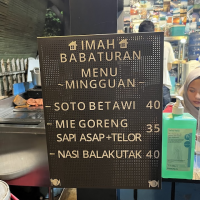 IMAH
BABATURAN
MENU
~MINGGUAN~
-SOTO BETAWI 40
-MIE GORENG 35
SAPI ASAP+TELOR
-NASI BALAKUTAK 40